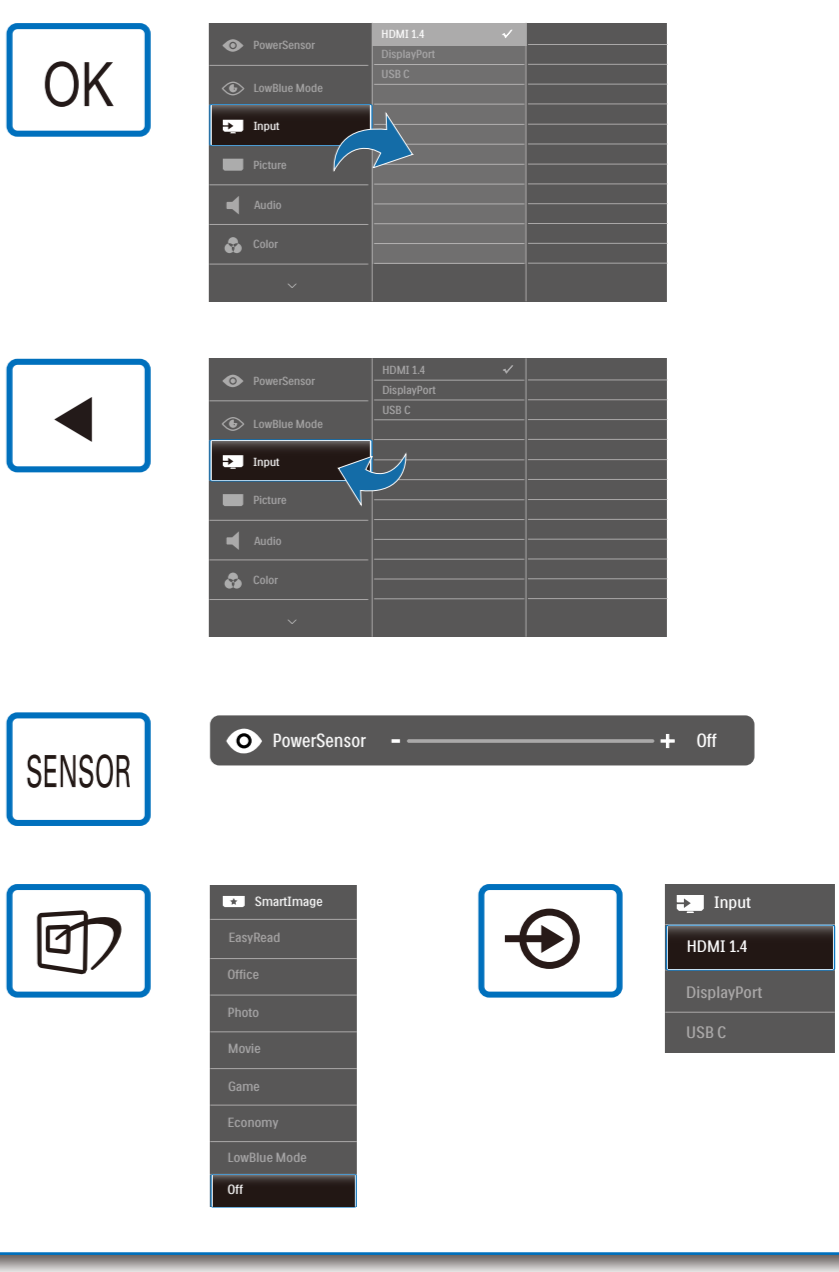 OK
PowerSensor
LowBlue Mode
Input
Picture
Audio
Color
HDMI 1.4
DisplayPort
USB C
PowerSensor
LowBlue Mode
Input
Picture
Audio
Color
HDMI 1.4
DisplayPort
USB C
SENSOR
PowerSensor - + Off
SmartImage
EasyRead
Office
Photo
Movie
Game
Economy
LowBlue Mode
Off
Input
HDMI 1.4
DisplayPort
USB C